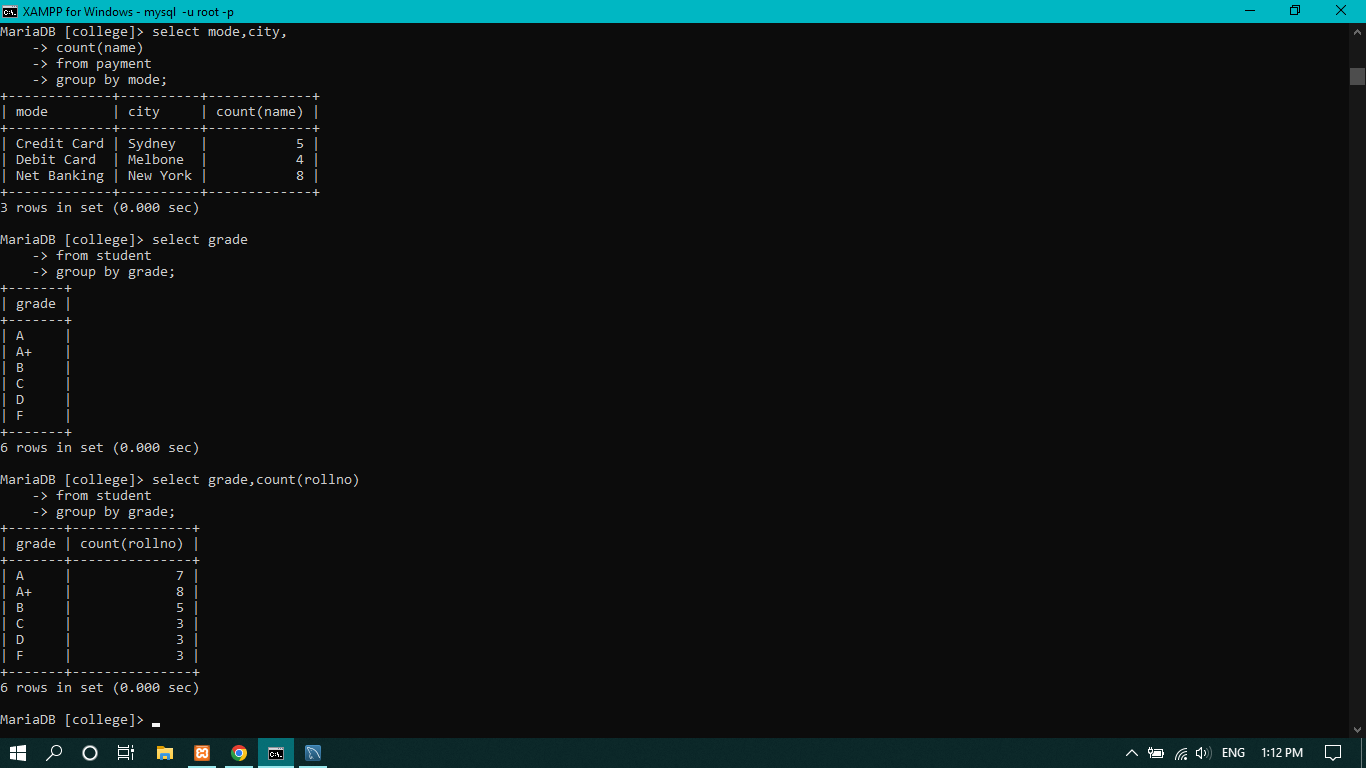 XAMPP for Windows - mysql  -u root -p
MariaDB [college]> select mode,city,
    -> count(name)
    -> from payment
    -> group by mode;
+-------------+----------+-------------+
| mode        | city     | count(name) |
+-------------+----------+-------------+
| Credit Card | Sydney   |           5 |
| Debit Card  | Melbone  |           4 |
| Net Banking | New York |           8 |
+-------------+----------+-------------+
3 rows in set (0.000 sec)

MariaDB [college]> select grade
    -> from student
    -> group by grade;
+-------+
| grade |
+-------+
| A     |
| A+    |
| B     |
| C     |
| D     |
| F     |
+-------+
6 rows in set (0.000 sec)

MariaDB [college]> select grade,count(rollno)
    -> from student
    -> group by grade;
+-------+---------------+
| grade | count(rollno) |
+-------+---------------+
| A     |             7 |
| A+    |             8 |
| B     |             5 |
| C     |             3 |
| D     |             3 |
| F     |             3 |
+-------+---------------+
6 rows in set (0.000 sec)

MariaDB [college]>
ENG 1:12 PM